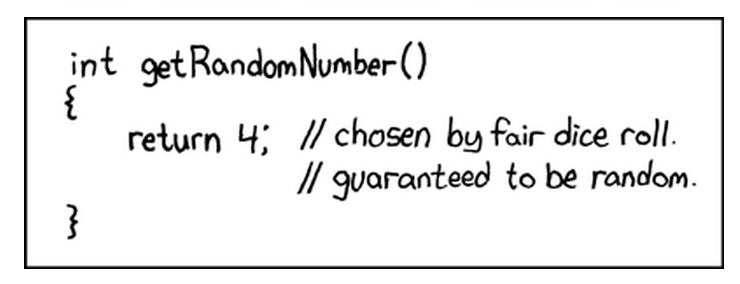 int getRandomNumber()
{
return 4; // chosen by fair dice roll.
// guaranteed to be random.
}